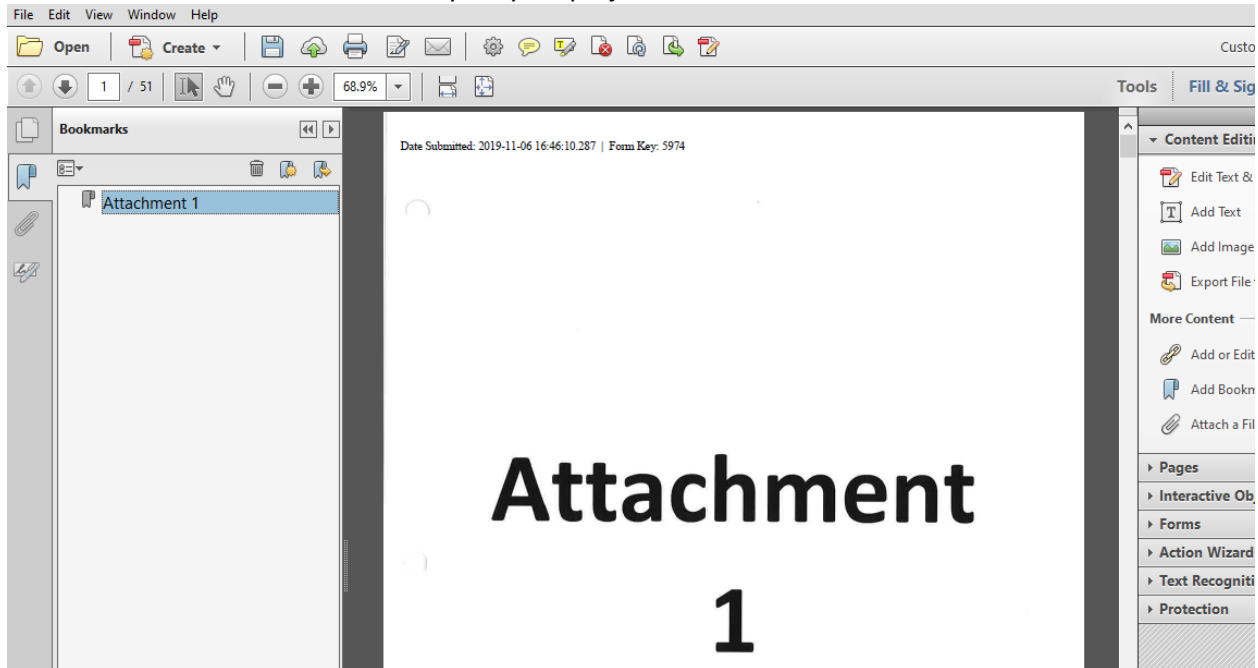 File Edit View Window Help
Open Create Custo
1 / 51 68.9% Tools Fill & Sig
Bookmarks
Attachment 1
Date Submitted: 2019-11-06 16:46:10.287 | Form Key: 5974
Attachment
1
Content Editi
Edit Text &
Add Text
Add Image
Export File
More Content
Add or Edit
Add Bookm
Attach a Fil
Pages
Interactive Obj
Forms
Action Wizard
Text Recogniti
Protection